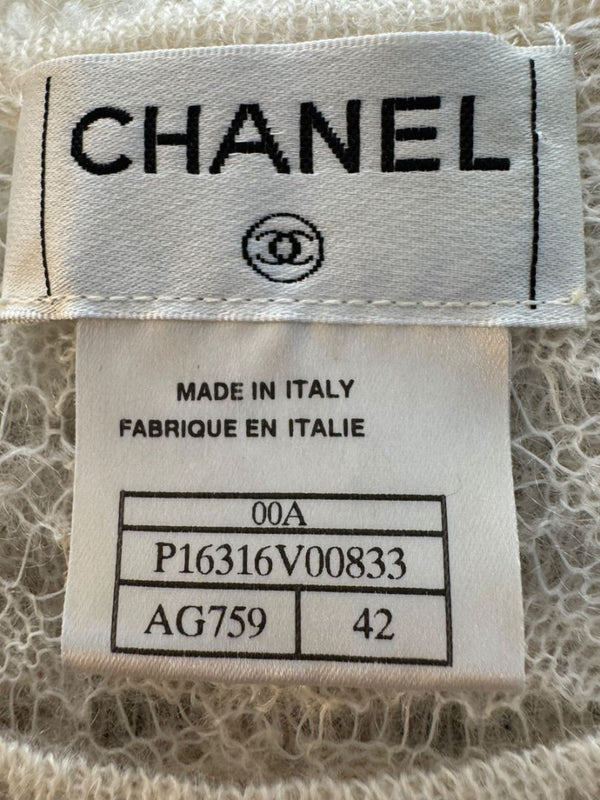 CHANEL
MADE IN ITALY
FABRIQUE EN ITALIE
00A
P16316V00833
AG759 42